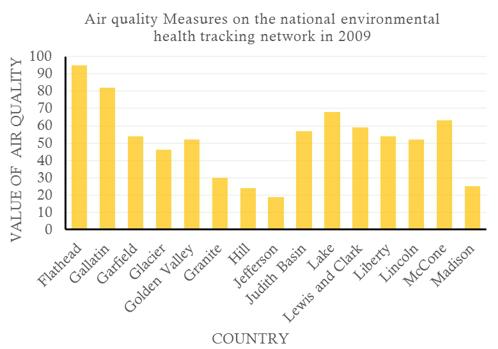 Air quality Measures on the national environmental
health tracking network in 2009
VALUE OF AIR QUALITY
100
90
80
70
60
50
40
30
20
10
0
Flathead
Gallatin
Garfield
Glacier
Golden Valley
Granite
Hill
Jefferson
Judith Basin
Lake
Lewis and Clark
Liberty
Lincoln
McCone
Madison
COUNTRY